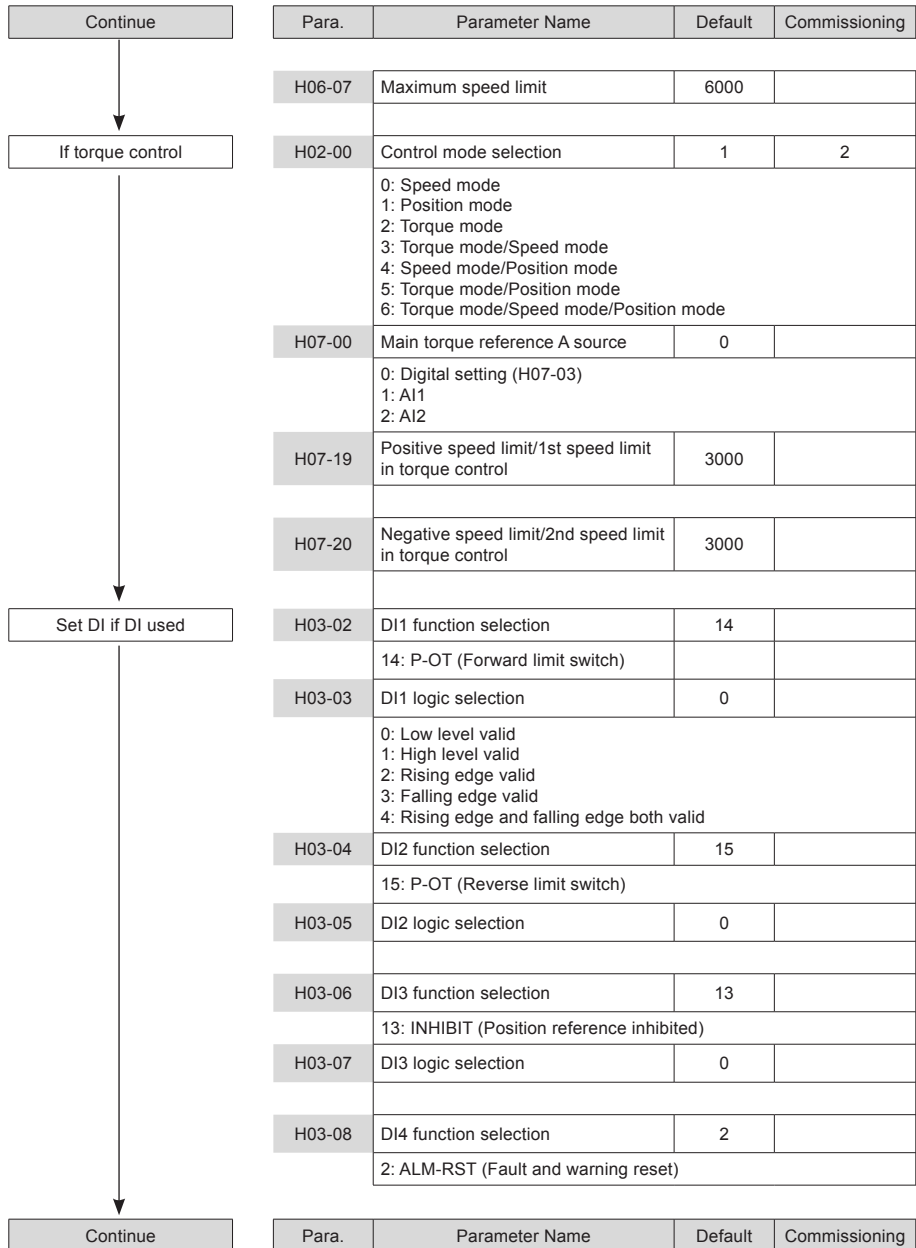 Continue Para. Parameter Name Default Commissioning
H06-07 Maximum speed limit 6000
If torque control H02-00 Control mode selection 1 2
0: Speed mode
1: Position mode
2: Torque mode
3: Torque mode/Speed mode
4: Speed mode/Position mode
5: Torque mode/Position mode
6: Torque mode/Speed mode/Position mode
H07-00 Main torque reference A source 0
0: Digital setting (H07-03)
1: AI1
2: AI2
H07-19 Positive speed limit/1st speed limit
in torque control 3000
H07-20 Negative speed limit/2nd speed limit
in torque control 3000
Set DI if DI used H03-02 DI1 function selection 14
14: P-OT (Forward limit switch)
H03-03 DI1 logic selection 0
0: Low level valid
1: High level valid
2: Rising edge valid
3: Falling edge valid
4: Rising edge and falling edge both valid
H03-04 DI2 function selection 15
15: P-OT (Reverse limit switch)
H03-05 DI2 logic selection 0
H03-06 DI3 function selection 13
13: INHIBIT (Position reference inhibited)
H03-07 DI3 logic selection 0
H03-08 DI4 function selection 2
2: ALM-RST (Fault and warning reset)
Continue Para. Parameter Name Default Commissioning